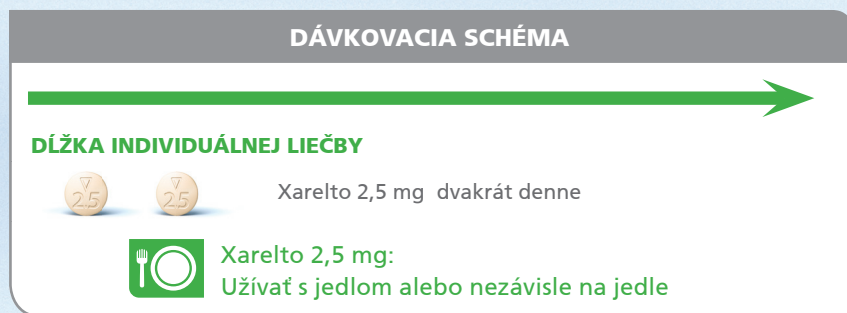 DÁVKOVACIA SCHÉMA
DĹŽKA INDIVIDUÁLNEJ LIEČBY
2.5 2.5 Xarelto 2,5 mg dvakrát denne
Xarelto 2,5 mg:
Užívať s jedlom alebo nezávisle na jedle